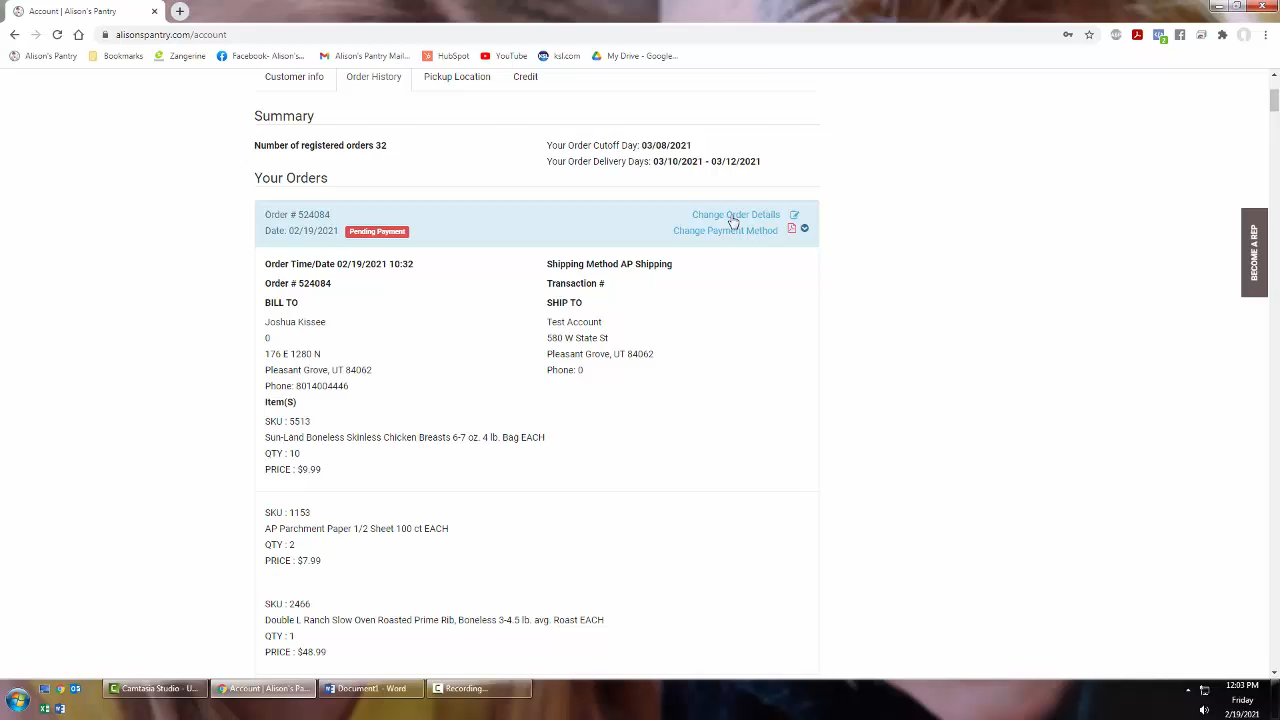 Account | Alison's Pantry
alisonspantry.com/account
Alison's Pantry
Bookmarks
Zangerine
Facebook- Alison's...
Alison's Pantry Mail...
HubSpot
YouTube
ksl.com
My Drive - Google...
Customer info
Order History
Pickup Location
Credit
Summary
Number of registered orders 32
Your Order Cutoff Day: 03/08/2021
Your Order Delivery Days: 03/10/2021 - 03/12/2021
Your Orders
Order # 524084
Change Order Details
Date: 02/19/2021 Pending Payment
Change Payment Method
BECOME A REP
Order Time/Date 02/19/2021 10:32
Shipping Method AP Shipping
Order # 524084
Transaction #
BILL TO
SHIP TO
Joshua Kissee
Test Account
0
580 W State St
176 E 1280 N
Pleasant Grove, UT 84062
Pleasant Grove, UT 84062
Phone: 0
Phone: 8014004446
Item(S)
SKU : 5513
Sun-Land Boneless Skinless Chicken Breasts 6-7 oz. 4 lb. Bag EACH
QTY : 10
PRICE : $9.99
SKU : 1153
AP Parchment Paper 1/2 Sheet 100 ct EACH
QTY : 2
PRICE : $7.99
SKU : 2466
Double L Ranch Slow Oven Roasted Prime Rib, Boneless 3-4.5 lb. avg. Roast EACH
QTY : 1
PRICE : $48.99
Camtasia Studio - U...
Account | Alison's Pa...
Document1 - Word
Recording...
12:03 PM
Friday
2/19/2021